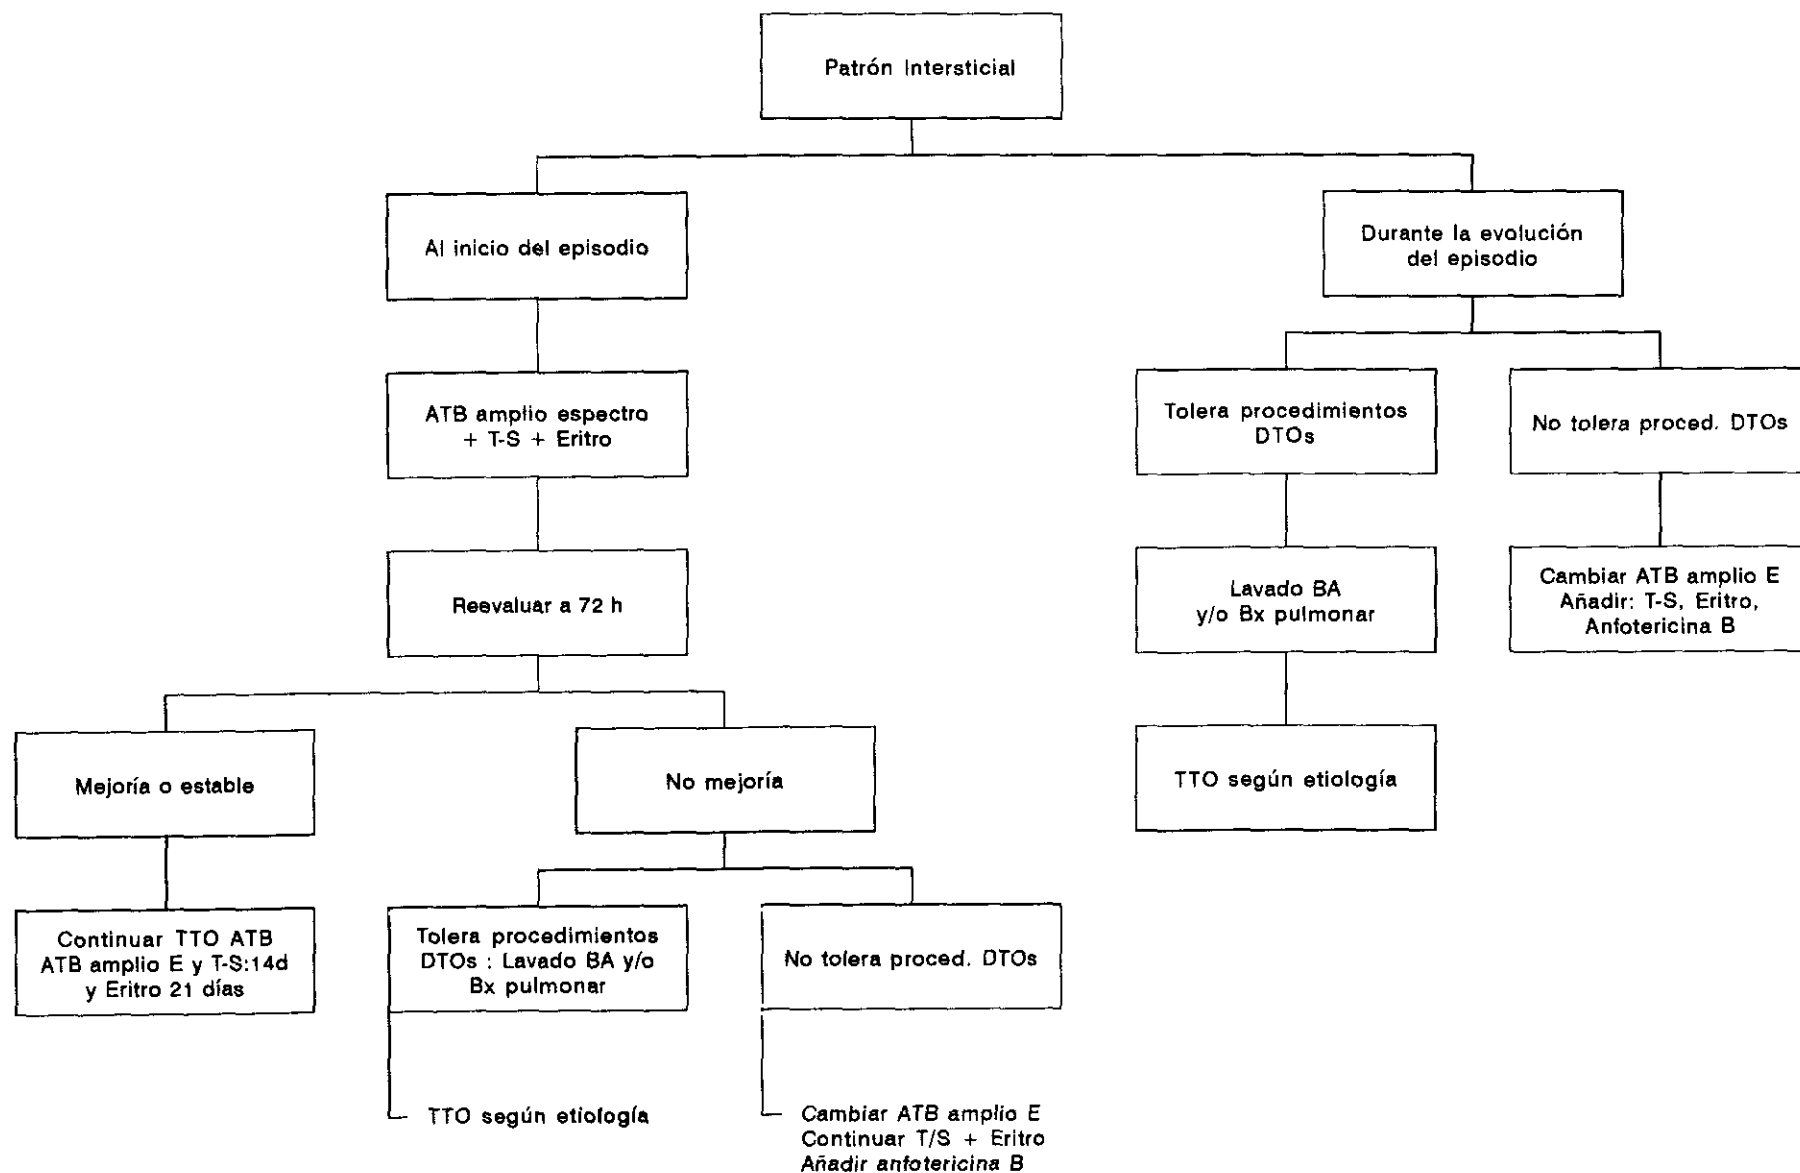 Patrón Intersticial
Al inicio del episodio
Durante la evolución
del episodio
ATB amplio espectro
+ T-S + Eritro
Tolera procedimientos
DTOs
No tolera proced. DTOs
Reevaluar a 72 h
Lavado BA
y/o Bx pulmonar
Cambiar ATB amplio E
Añadir: T-S, Eritro,
Anfotericina B
Mejoría o estable
No mejoría
TTO según etiología
Continuar TTO ATB
ATB amplio E y T-S:14d
y Eritro 21 días
Tolera procedimientos
DTOs : Lavado BA y/o
Bx pulmonar
No tolera proced. DTOs
TTO según etiología
Cambiar ATB amplio E
Continuar T/S + Eritro
Añadir anfotericina B